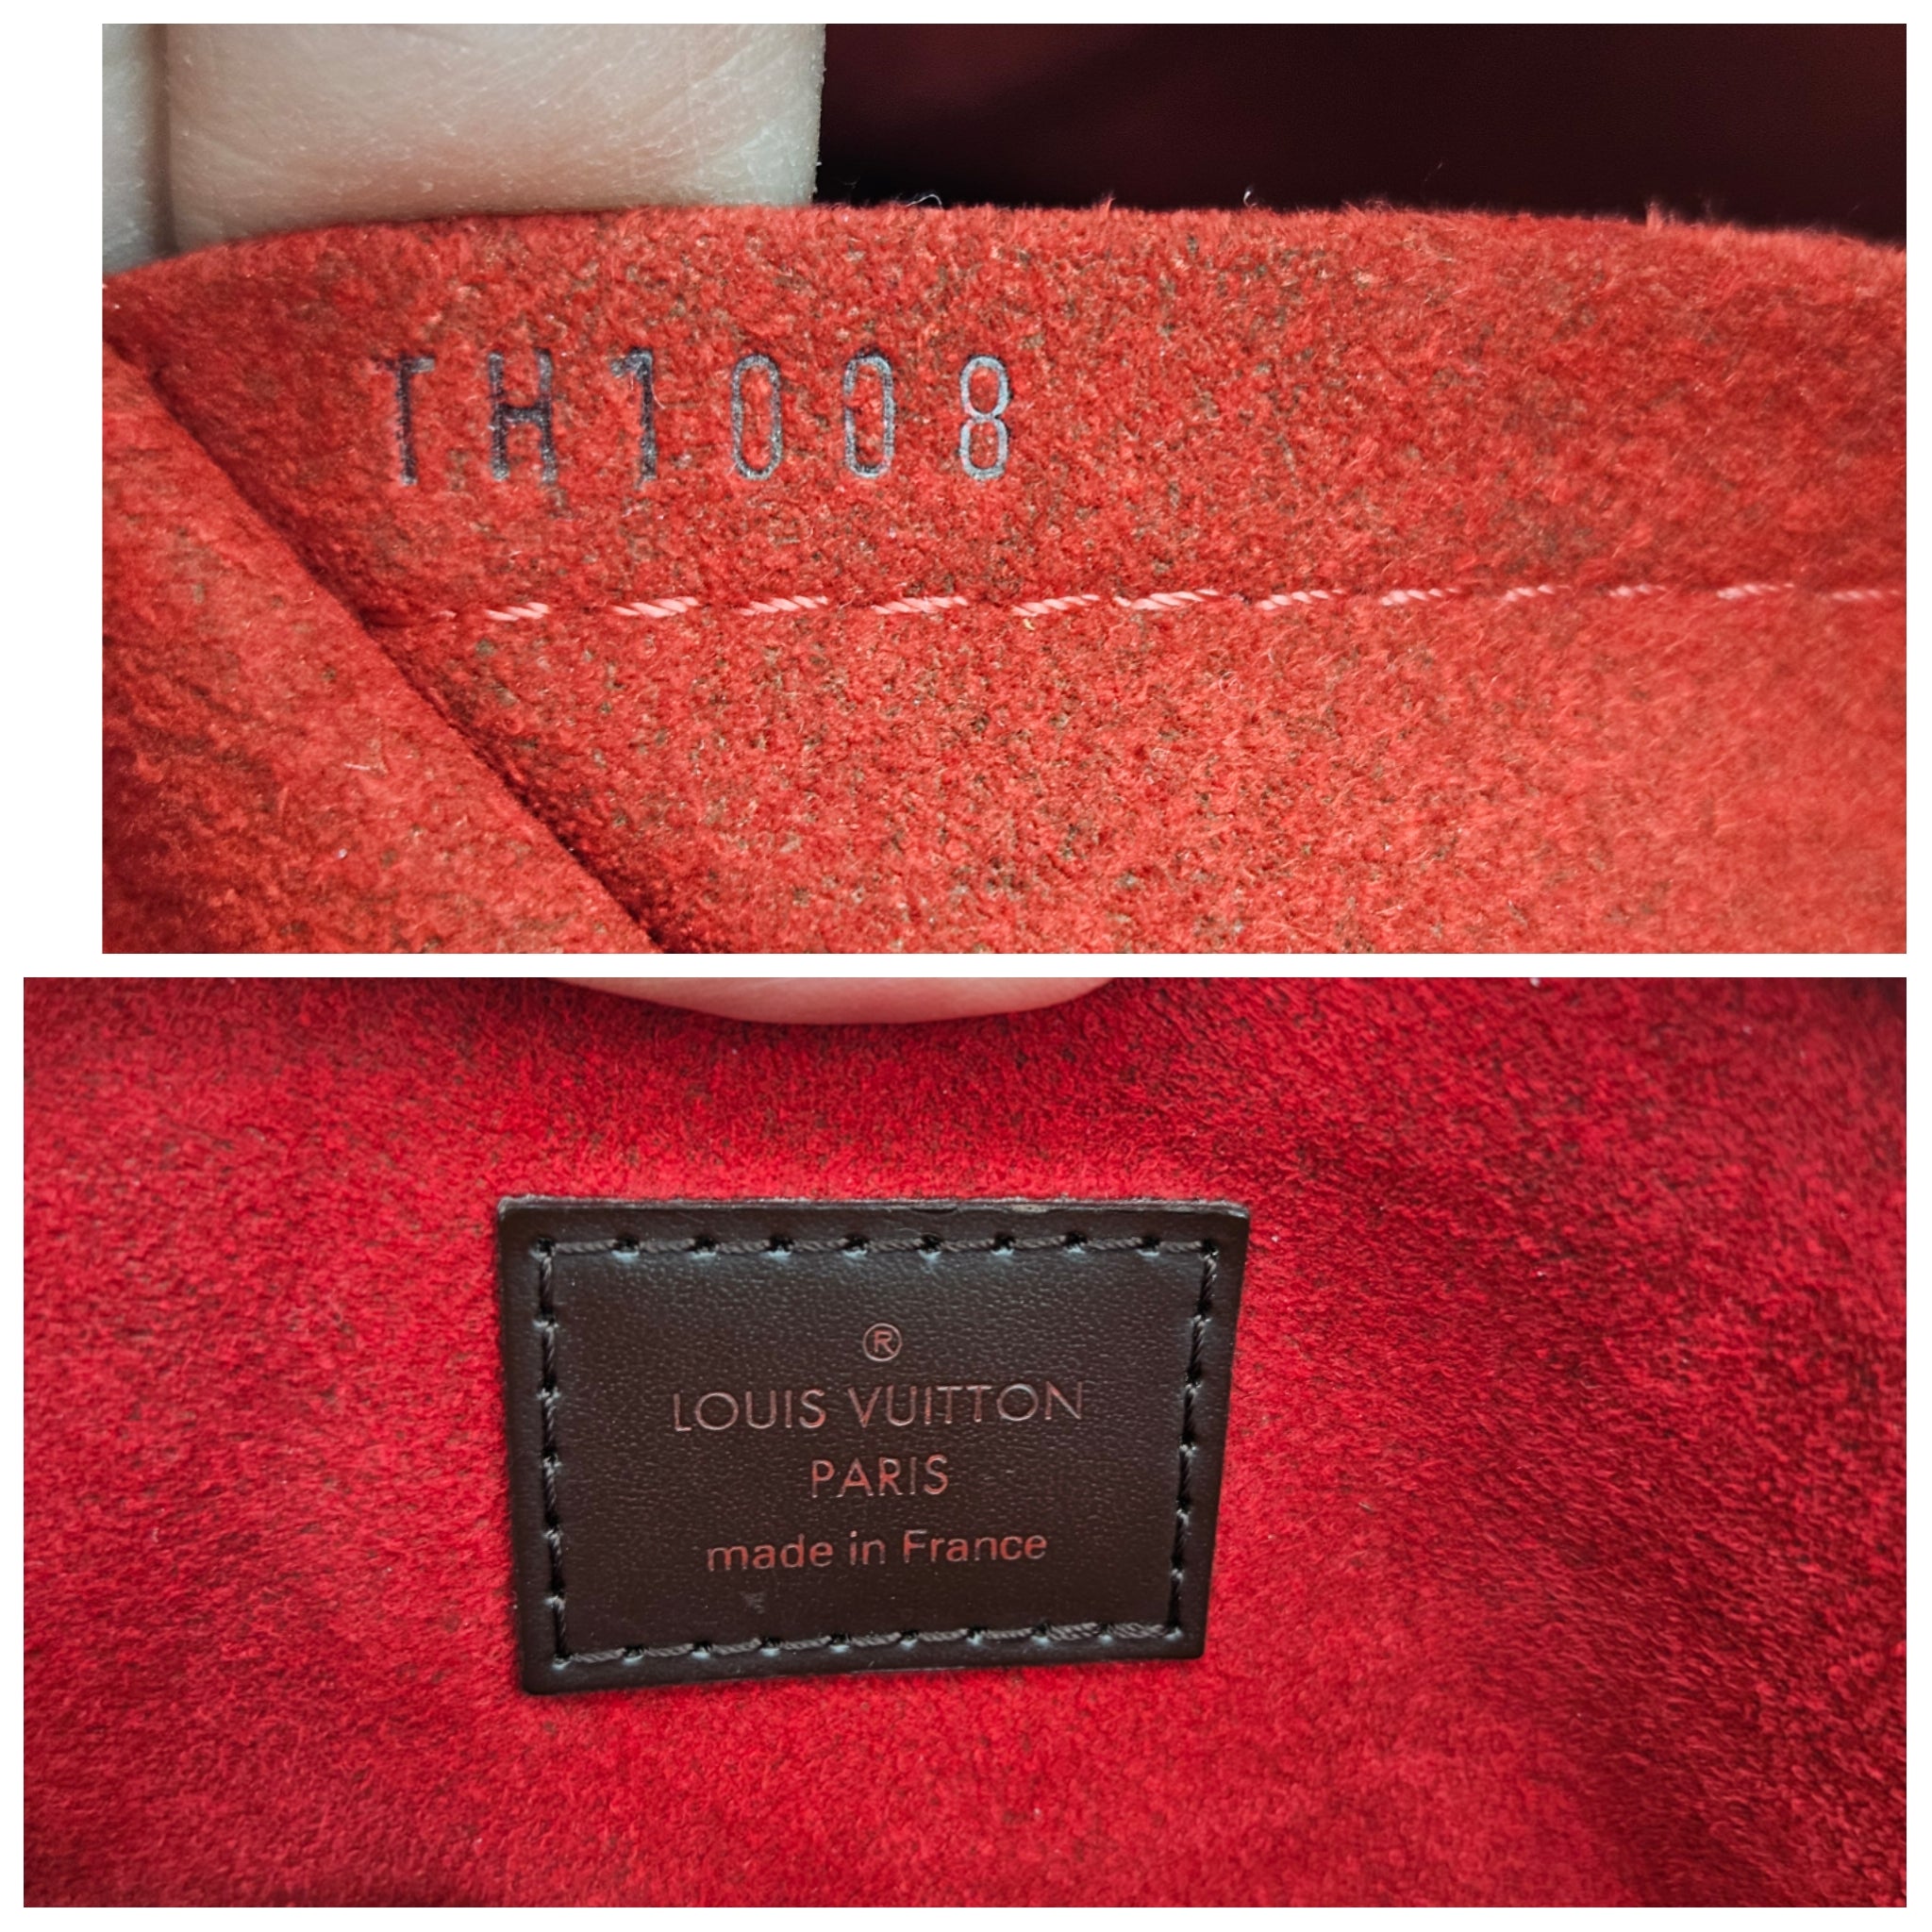 TH1008
®
LOUIS VUITTON
PARIS
made in France